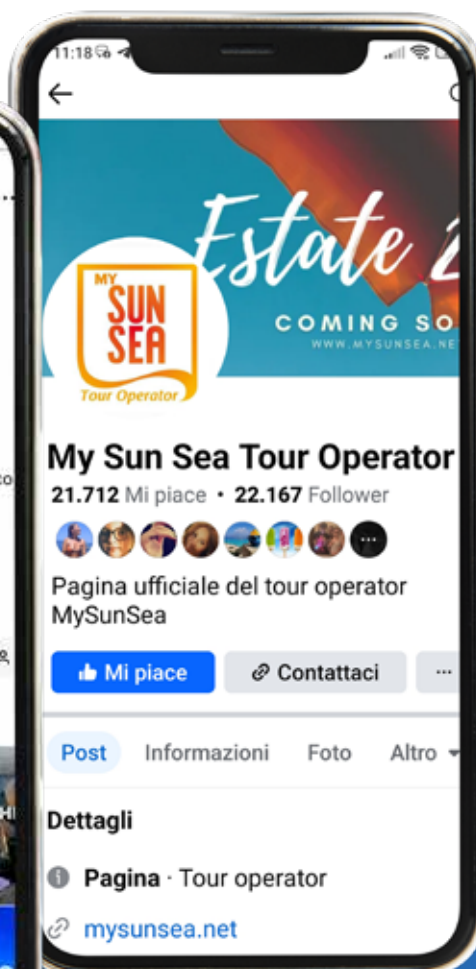 11:18
Estate 2
COMING SO
WWW.MYSUNSEA.NE
MY
SUN
SEA
Tour Operator
My Sun Sea Tour Operator
21.712 Mi piace • 22.167 Follower
Pagina ufficiale del tour operator
MySunSea
Mi piace
Contattaci
Post Informazioni Foto Altro
Dettagli
Pagina · Tour operator
mysunsea.net